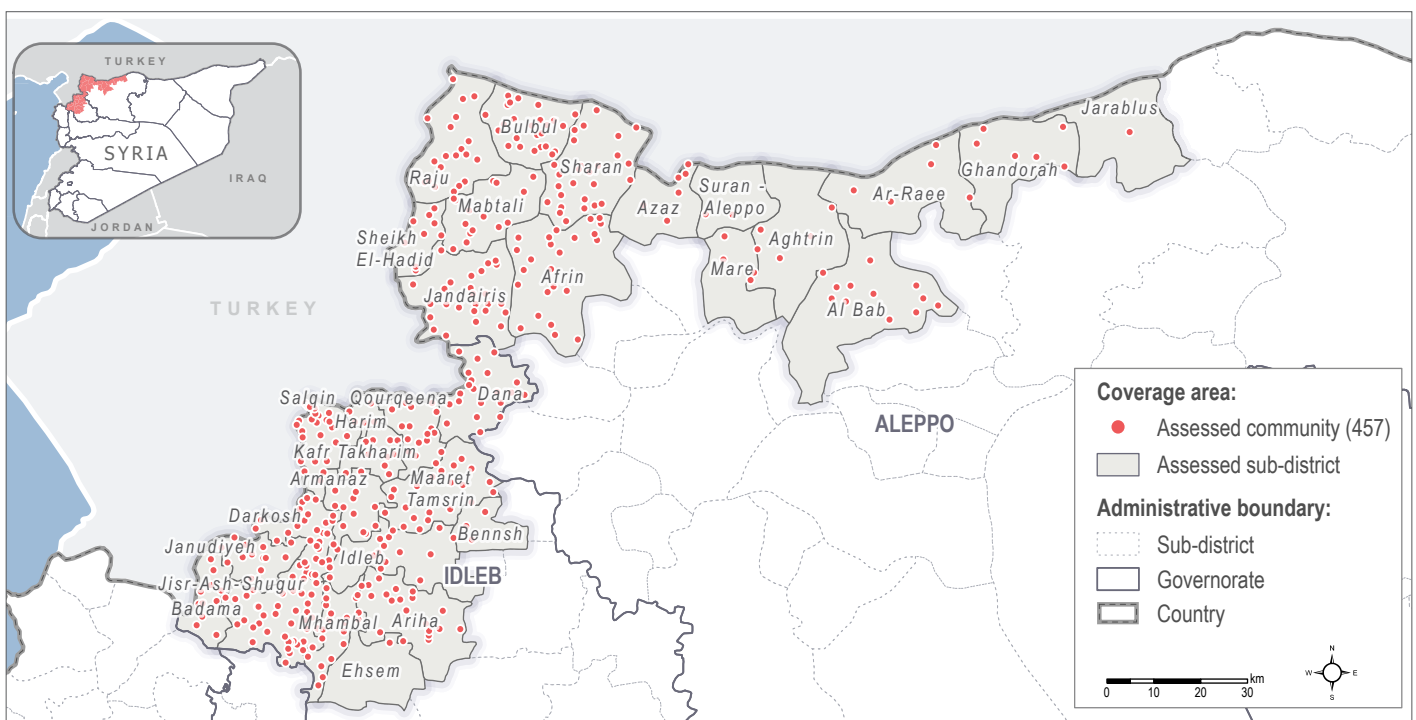 TURKEY
SYRIA
IRAQ
JORDAN
TURKEY
Bulbul
Sharan
Raju
Mabtali
Sheikh
El-Hadid
Jandairis
Afrin
Azaz
Suran -
Aleppo
Mare
Aghtrin
Ar-Raee
Ghandorah
Jarablus
Al Bab
Dana
Salqin
Qourqeena
Harim
Kafr Takharim
Armanaz
Maaret
Tamsrin
Darkosh
Bennsh
Janudiyeh
Idleb
Jisr-Ash-Shugur
Badama
Mhambal
Ariha
Ehsem
IDLEB
ALEPPO
Coverage area:
Assessed community (457)
Assessed sub-district
Administrative boundary:
Sub-district
Governorate
Country
km
0 10 20 30
N
W E
S